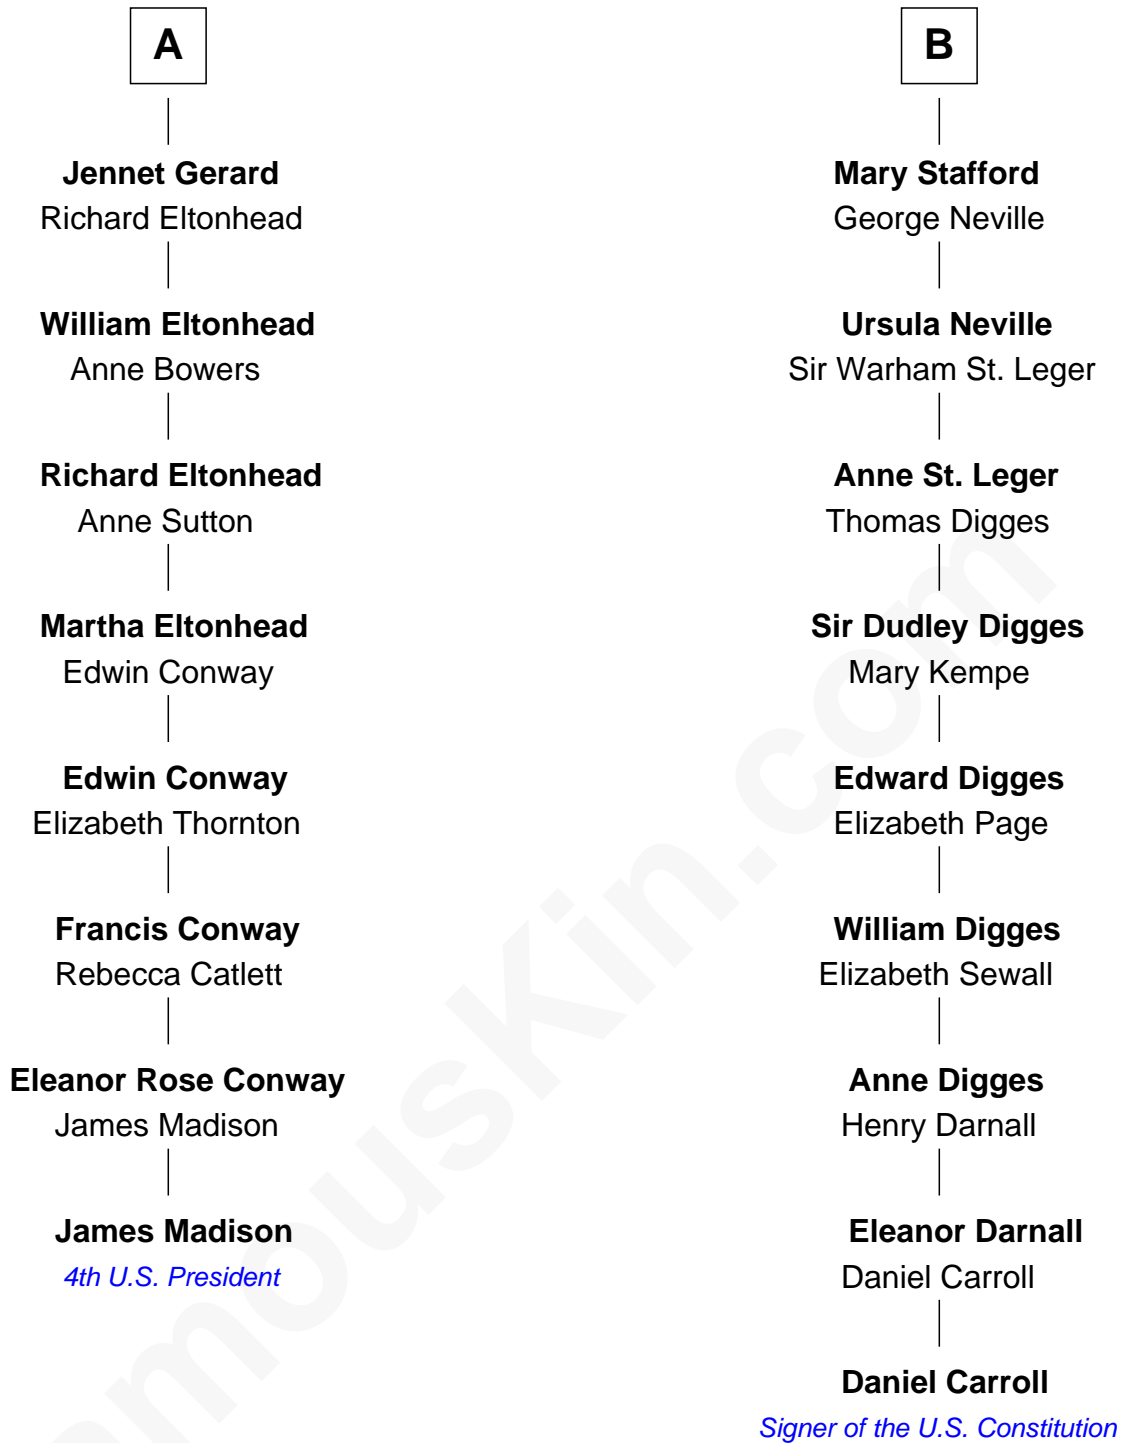 A
Jennet Gerard
Richard Eltonhead
William Eltonhead
Anne Bowers
Richard Eltonhead
Anne Sutton
Martha Eltonhead
Edwin Conway
Edwin Conway
Elizabeth Thornton
Francis Conway
Rebecca Catlett
Eleanor Rose Conway
James Madison
James Madison
4th U.S. President
B
Mary Stafford
George Neville
Ursula Neville
Sir Warham St. Leger
Anne St. Leger
Thomas Digges
Sir Dudley Digges
Mary Kempe
Edward Digges
Elizabeth Page
William Digges
Elizabeth Sewall
Anne Digges
Henry Darnall
Eleanor Darnall
Daniel Carroll
Daniel Carroll
Signer of the U.S. Constitution
amouskin.com